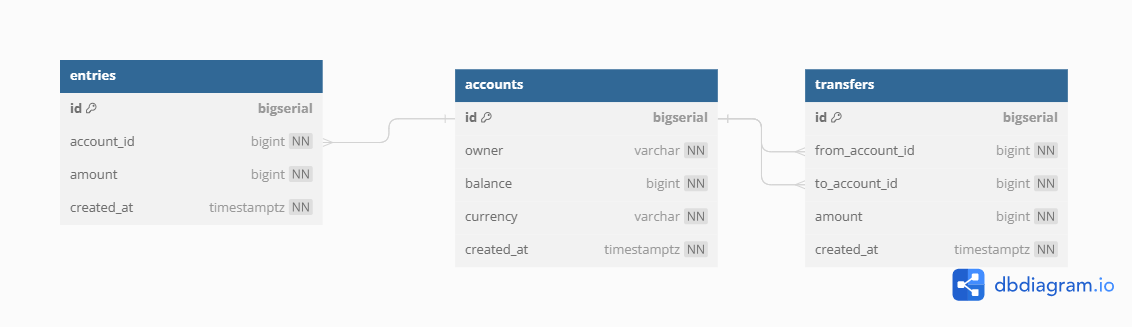 entries
id bigserial
account_id bigint NN
amount bigint NN
created_at timestamptz NN
accounts
id bigserial
owner varchar NN
balance bigint NN
currency varchar NN
created_at timestamptz NN
transfers
id bigserial
from_account_id bigint NN
to_account_id bigint NN
amount bigint NN
created_at timestamptz NN
dbdiagram.io